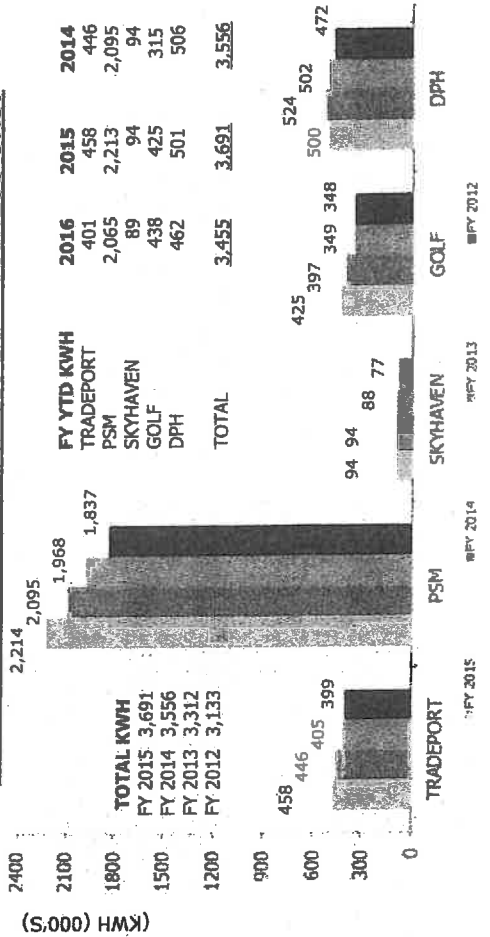 (KWH (000'S)
2400
2100
1800
1500
1200
900
600
300
0
TOTAL KWH
FY 2015 3,691
FY 2014 3,556
FY 2013 3,312
FY 2012 3,133
FY YTD KWH 2016 2015 2014
TRADEPORT 401 458 446
PSM 2,065 2,213 2,095
SKYHAVEN 89 94 94
GOLF 438 425 315
DPH 462 501 506
TOTAL 3,455 3,691 3,556
458 446 405 399
2,214 2,095 1,968 1,837
94 94 88 77
425 397 349 348
500 524 502 472
TRADEPORT PSM SKYHAVEN GOLF DPH
FY 2015 FY 2014 FY 2013 FY 2012